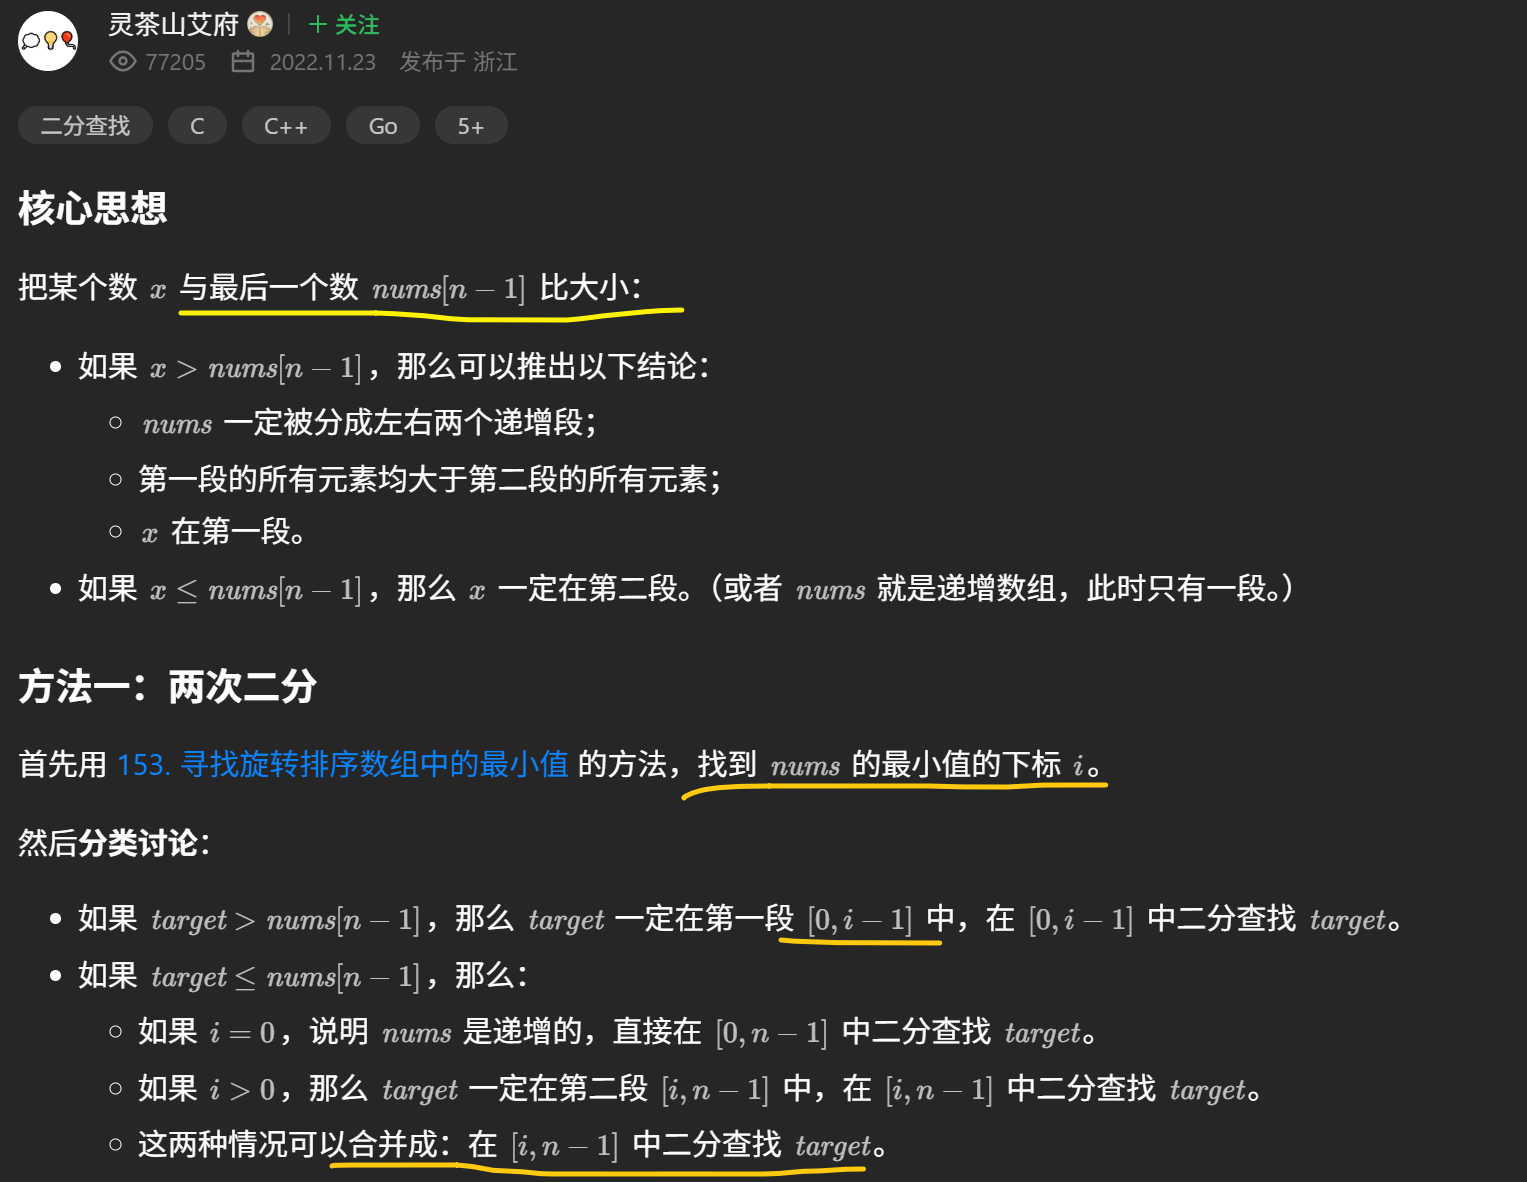 灵茶山艾府 + 关注
77205 2022.11.23 发布于 浙江
二分查找 C C++ Go 5+
核心思想
把某个数 x 与最后一个数 nums[n − 1] 比大小：
• 如果 x > nums[n − 1]，那么可以推出以下结论：
◦ nums 一定被分成左右两个递增段；
◦ 第一段的所有元素均大于第二段的所有元素；
◦ x 在第一段。
• 如果 x ≤ nums[n − 1]，那么 x 一定在第二段。（或者 nums 就是递增数组，此时只有一段。）
方法一：两次二分
首先用 153. 寻找旋转排序数组中的最小值 的方法，找到 nums 的最小值的下标 i。
然后分类讨论：
• 如果 target > nums[n − 1]，那么 target 一定在第一段 [0, i − 1] 中，在 [0, i − 1] 中二分查找 target。
• 如果 target ≤ nums[n − 1]，那么：
◦ 如果 i = 0，说明 nums 是递增的，直接在 [0, n − 1] 中二分查找 target。
◦ 如果 i > 0，那么 target 一定在第二段 [i, n − 1] 中，在 [i, n − 1] 中二分查找 target。
◦ 这两种情况可以合并成：在 [i, n − 1] 中二分查找 target。